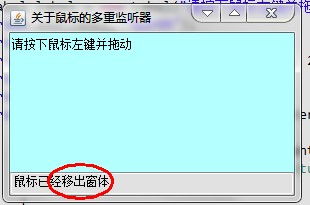 关于鼠标的多重监听器
请按下鼠标左键并拖动
鼠标已经移出窗体